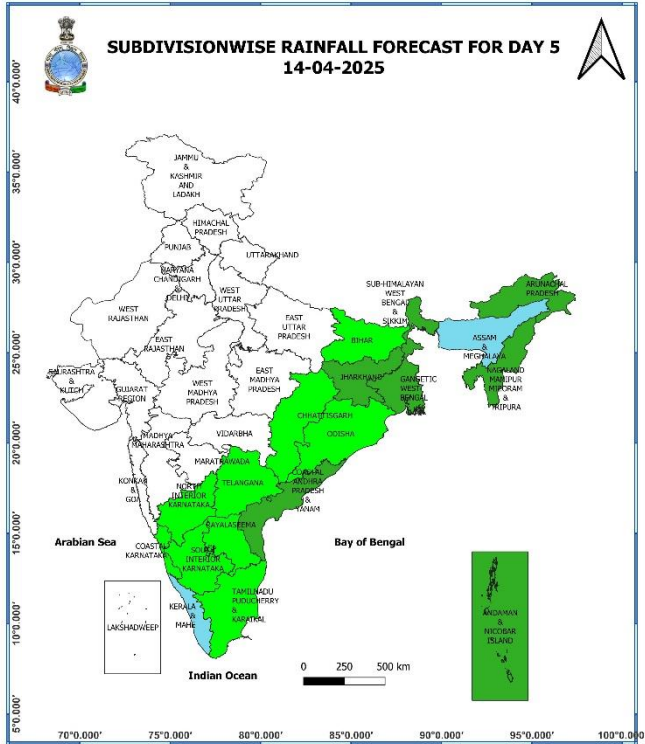 SUBDIVISIONWISE RAINFALL FORECAST FOR DAY 5
14-04-2025
40°0.000'
35°0.000'
30°0.000'
25°0.000'
20°0.000'
15°0.000'
10°0.000'
5°0.000'
JAMMU
&
KASHMIR
AND
LADAKH
HIMACHAL
PRADESH
PUNJAB
UTTARAKHAND
HARYANA
CHANDIGARH
&
DELHI
WEST
UTTAR
PRADESH
WEST
RAJASTHAN
EAST
RAJASTHAN
EAST
UTTAR
PRADESH
SUB-HIMALAYAN
WEST
BENGAL
&
SIKKIM
ARUNACHAL
PRADESH
BIHAR
ASSAM
&
MEGHALAYA
NAGALAND
MANIPUR
MIZORAM
&
TRIPURA
SAURASHTRA
&
KUTCH
GUJARAT
REGION
WEST
MADHYA
PRADESH
EAST
MADHYA
PRADESH
JHARKHAND
GANGETIC
WEST
BENGAL
CHHATTISGARH
ODISHA
MADHYA
MAHARASHTRA
VIDARBHA
MARATHWADA
KONKAN
&
GOA
NORTH
INTERIOR
KARNATAKA
TELANGANA
COASTAL
ANDHRA
PRADESH
&
YANAM
RAYALASEEMA
Arabian Sea
Bay of Bengal
COASTAL
KARNATAKA
SOUTH
INTERIOR
KARNATAKA
KERALA
&
MAHE
TAMILNADU
PUDUCHERRY
&
KARAIKAL
LAKSHADWEEP
ANDAMAN
&
NICOBAR
ISLAND
Indian Ocean
0 250 500 km
70°0.000' 75°0.000' 80°0.000' 85°0.000' 90°0.000' 95°0.000' 100°0.000'